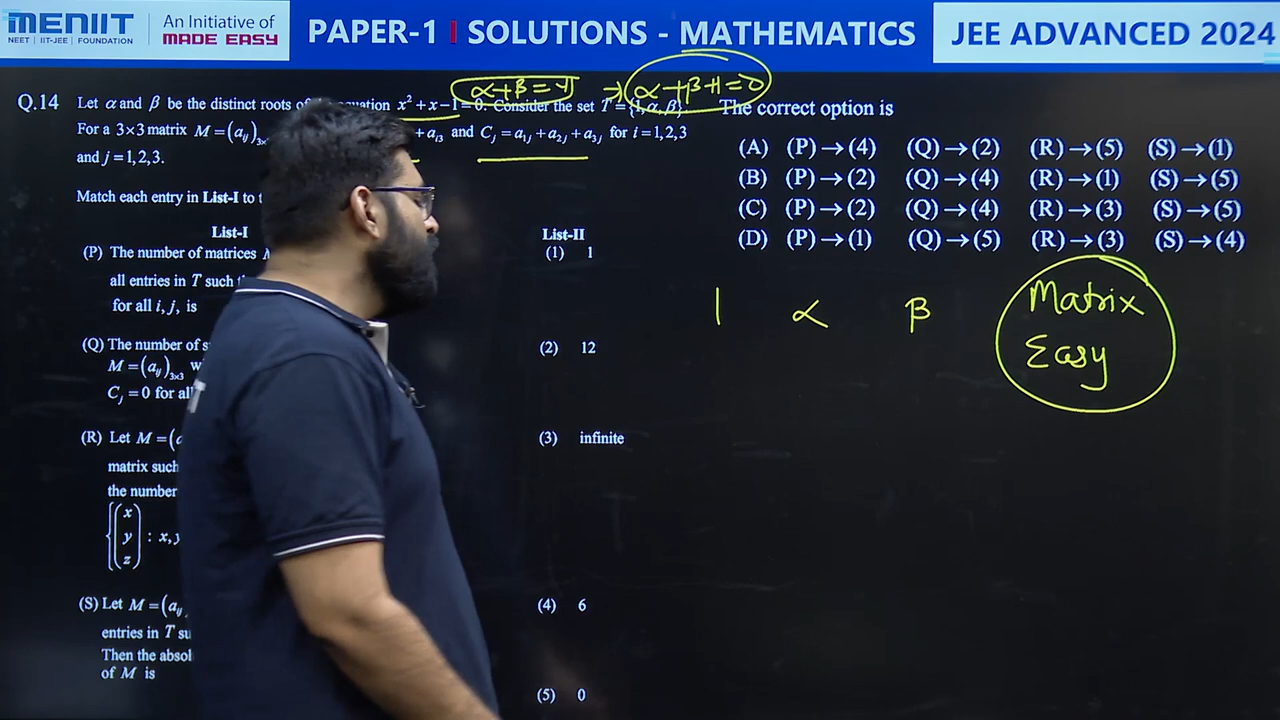 MENIIT
NEET | IIT-JEE | FOUNDATION
An Initiative of
MADE EASY
PAPER-1 I SOLUTIONS - MATHEMATICS
JEE ADVANCED 2024
α+β=-1 → α+β+1=0
Q.14 Let α and β be the distinct roots of x² + x − 1 = 0. Consider the set T = {1, α, β}.
For a 3×3 matrix M = (aᵢⱼ)₃ₓ + aᵢ₃ and Cⱼ = a₁ⱼ + a₂ⱼ + a₃ⱼ for i = 1,2,3
and j = 1,2,3.
Match each entry in List-I to
List-I List-II
(P) The number of matrices (1) 1
all entries in T such
for all i, j, is
(Q) The number of (2) 12
M = (aᵢⱼ)₃ₓ₃
Cⱼ = 0 for all
(R) Let M = (3) infinite
matrix such
the number
{(x y z) : x,
(S) Let M = (aᵢⱼ (4) 6
entries in T
Then the
of M is
(5) 0
The correct option is
(A) (P)→(4) (Q)→(2) (R)→(5) (S)→(1)
(B) (P)→(2) (Q)→(4) (R)→(1) (S)→(5)
(C) (P)→(2) (Q)→(4) (R)→(3) (S)→(5)
(D) (P)→(1) (Q)→(5) (R)→(3) (S)→(4)
1 α β
Matrix
Easy